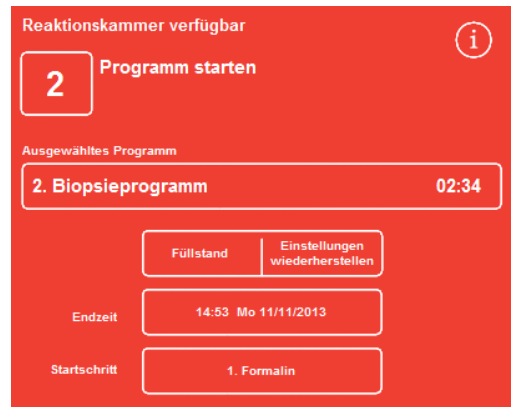 Reaktionskammer verfügbar
i
2
Programm starten
Ausgewähltes Programm
2. Biopsieprogramm 02:34
Füllstand
Einstellungen
wiederherstellen
Endzeit
14:53 Mo 11/11/2013
Startschritt
1. Formalin